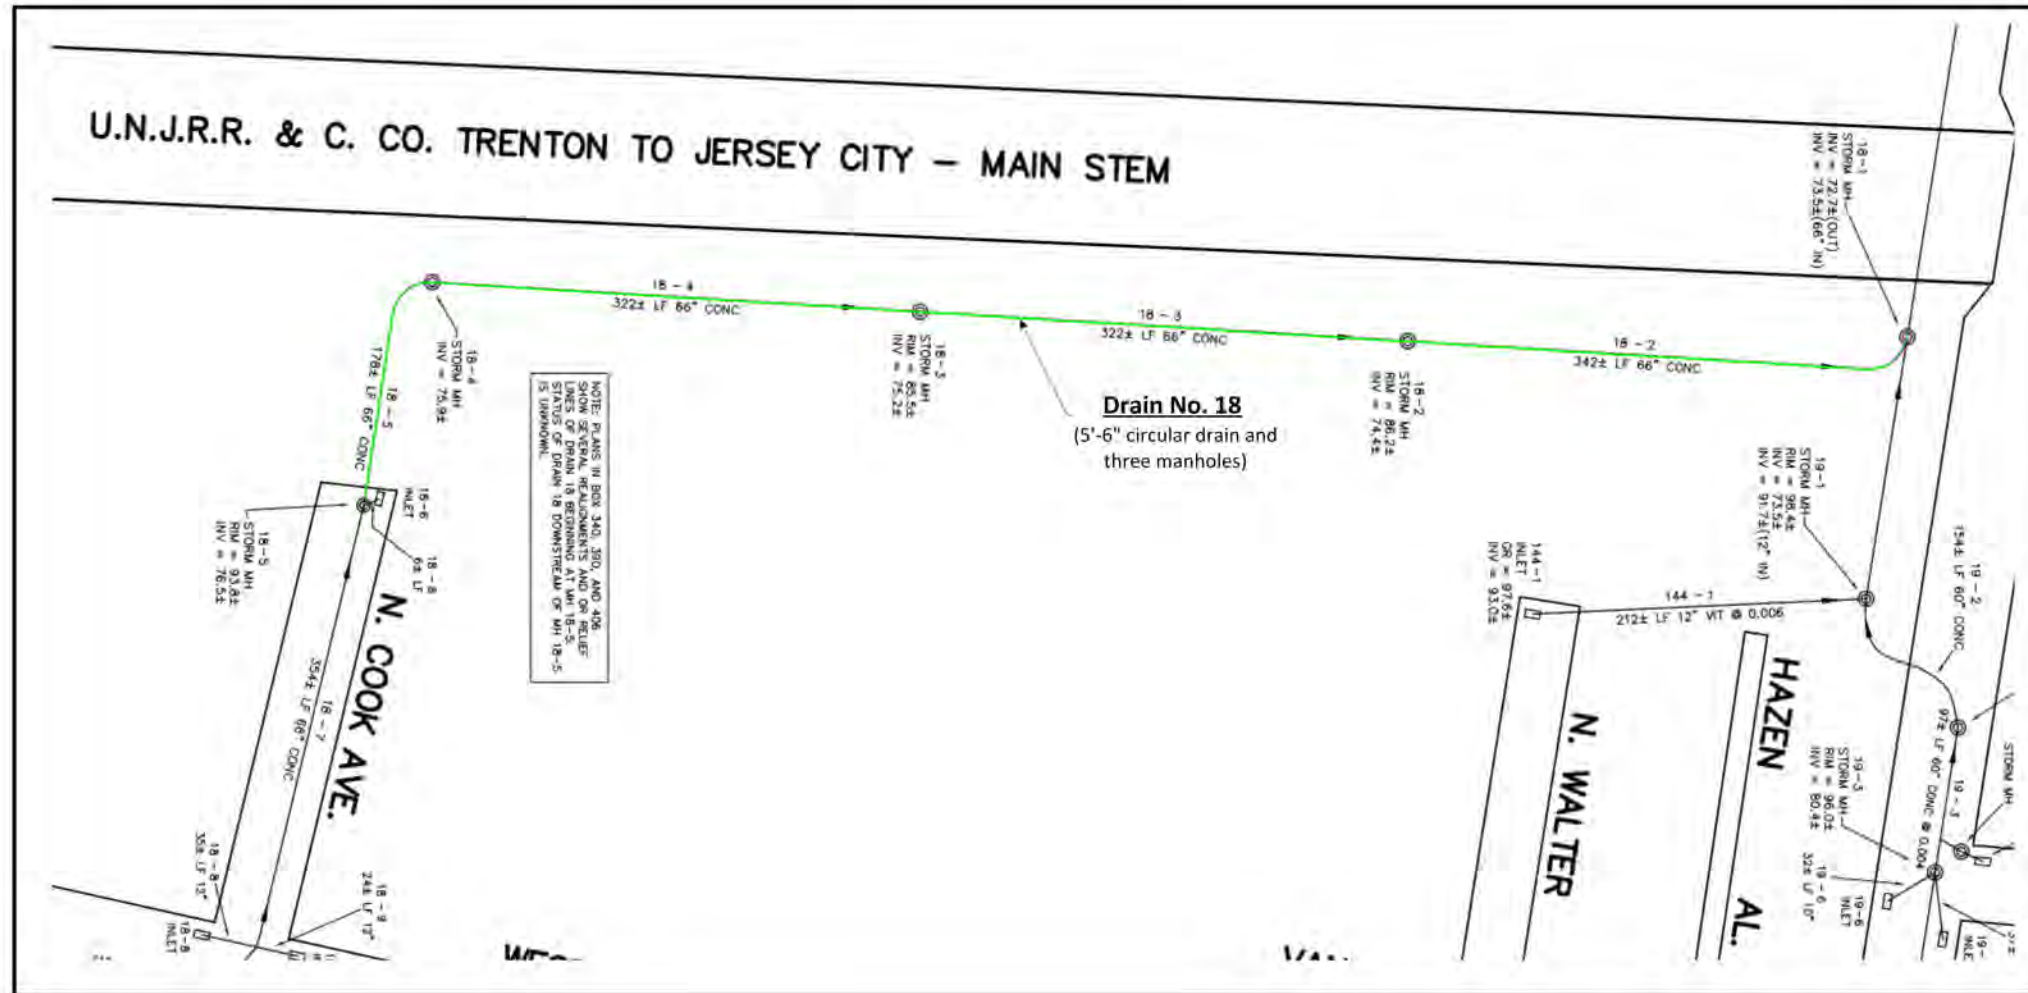 U.N.J.R.R. & C. CO. TRENTON TO JERSEY CITY – MAIN STEM
18-1
STORM MH
INV = 72.7±(OUT)
INV = 73.5±(66" IN)
18 - 4
322± LF 66" CONC
18 - 3
322± LF 66" CONC
18 - 2
342± LF 66" CONC
18-4
STORM MH
INV = 75.9±
18-3
STORM MH
RIM = 85.5±
INV = 75.2±
18-2
STORM MH
RIM = 86.2±
INV = 74.4±
Drain No. 18
(5'-6" circular drain and
three manholes)
18 - 5
178± LF 66" CONC
NOTE: PLANS IN BOX 340, 390, AND 406
SHOW SEVERAL REALIGNMENTS AND OR RELIEF
LINES OF DRAIN 18 BEGINNING AT MH 18-5.
STATUS OF DRAIN 18 DOWNSTREAM OF MH 18-5
IS UNKNOWN.
18-6
INLET
18-5
STORM MH
RIM = 93.8±
INV = 76.5±
18 - 8
6± LF
N. COOK AVE.
18 - 7
354± LF 66" CONC
18 - 8
35± LF 12"
18 - 9
24± LF 12"
18-8
INLET
19-1
STORM MH
RIM = 98.4±
INV = 73.5±
INV = 91.7±(12" IN)
144-1
INLET
GR = 97.6±
INV = 93.0±
144 - 1
212± LF 12" VIT @ 0.006
19 - 2
154± LF 60" CONC
HAZEN
AL.
N. WALTER
19 - 3
97± LF 60" CONC @ 0.004
STORM MH
19-3
STORM MH
RIM = 96.0±
INV = 80.4±
19 - 6
32± LF 10"
19-6
INLET
19-
INLE